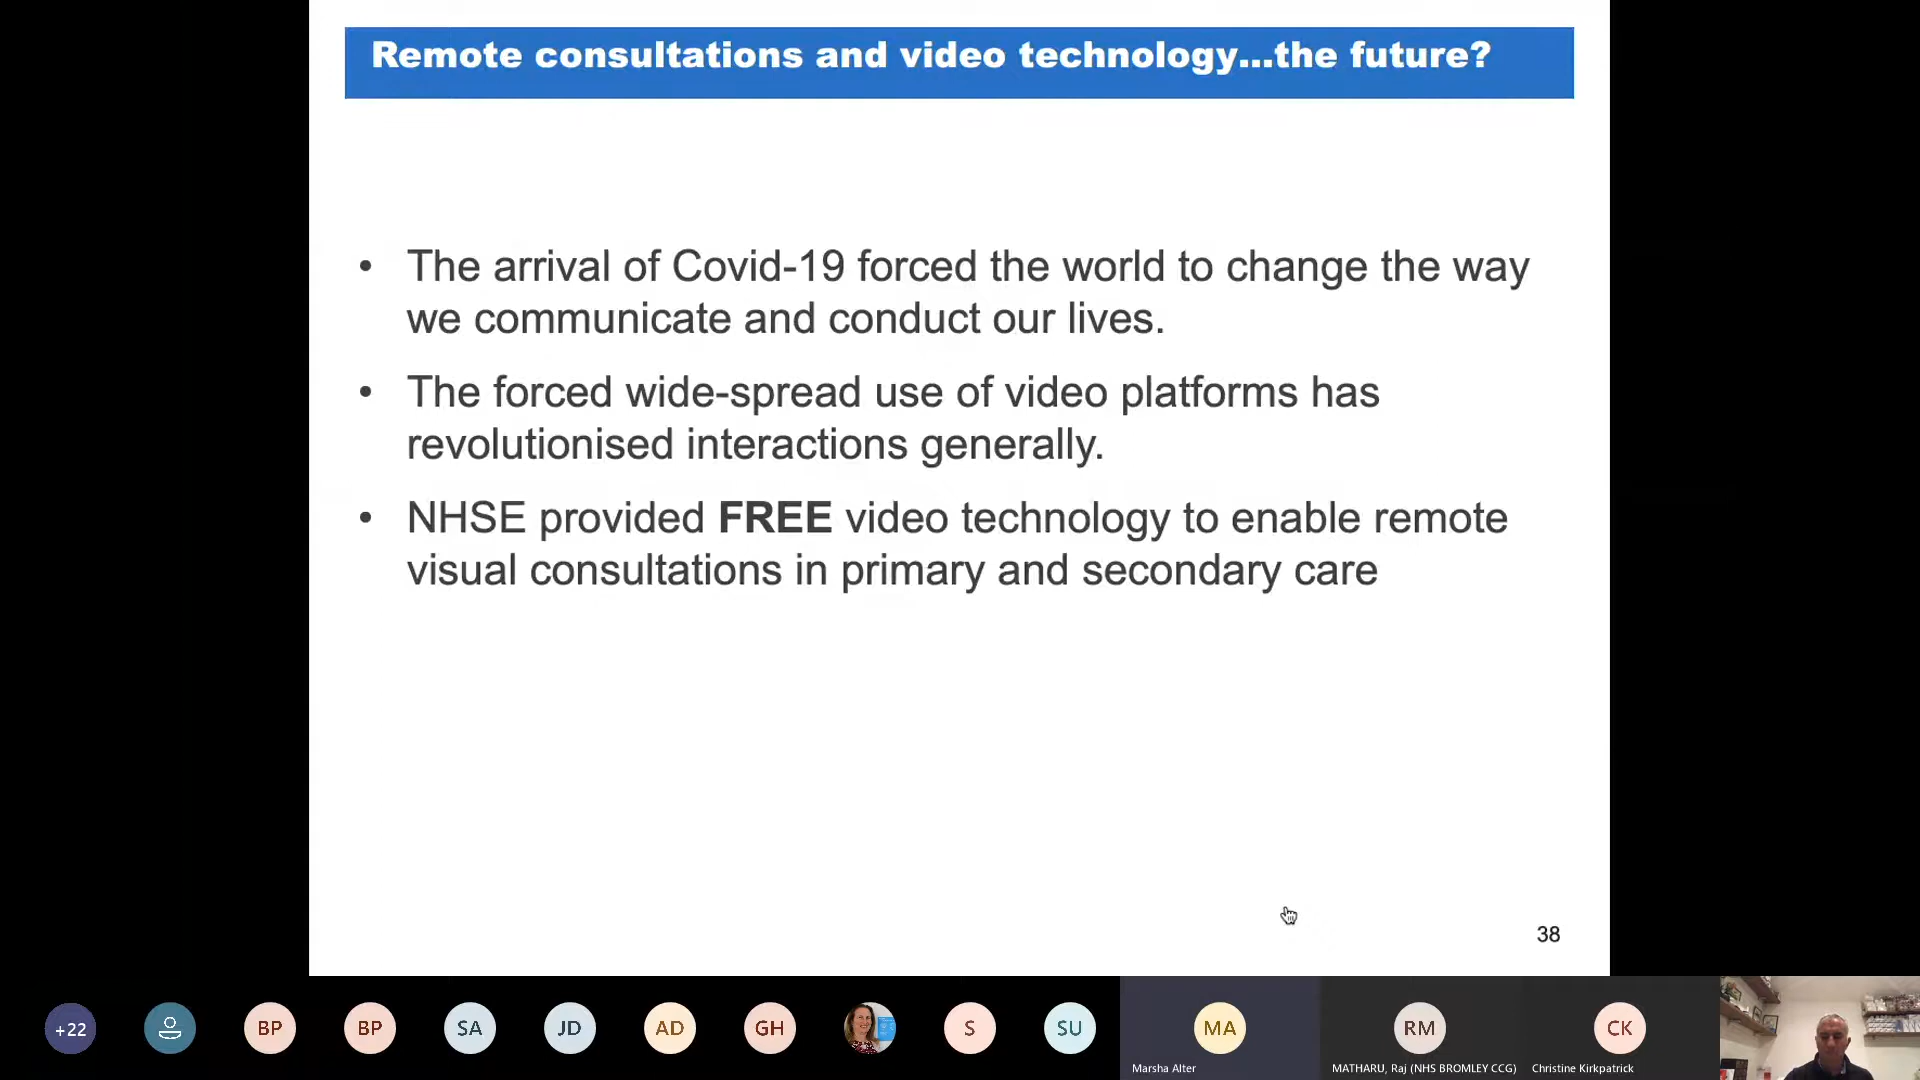 Remote consultations and video technology...the future?
• The arrival of Covid-19 forced the world to change the way
we communicate and conduct our lives.
• The forced wide-spread use of video platforms has
revolutionised interactions generally.
• NHSE provided FREE video technology to enable remote
visual consultations in primary and secondary care
38
+22
BP
BP
SA
JD
AD
GH
S
SU
MA
RM
CK
Marsha Alter
MATHARU, Raj (NHS BROMLEY CCG)
Christine Kirkpatrick